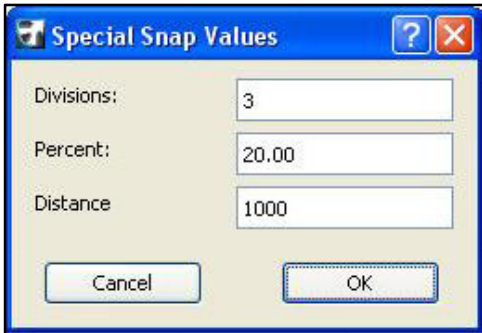 Special Snap Values
Divisions: 3
Percent: 20.00
Distance 1000
Cancel OK